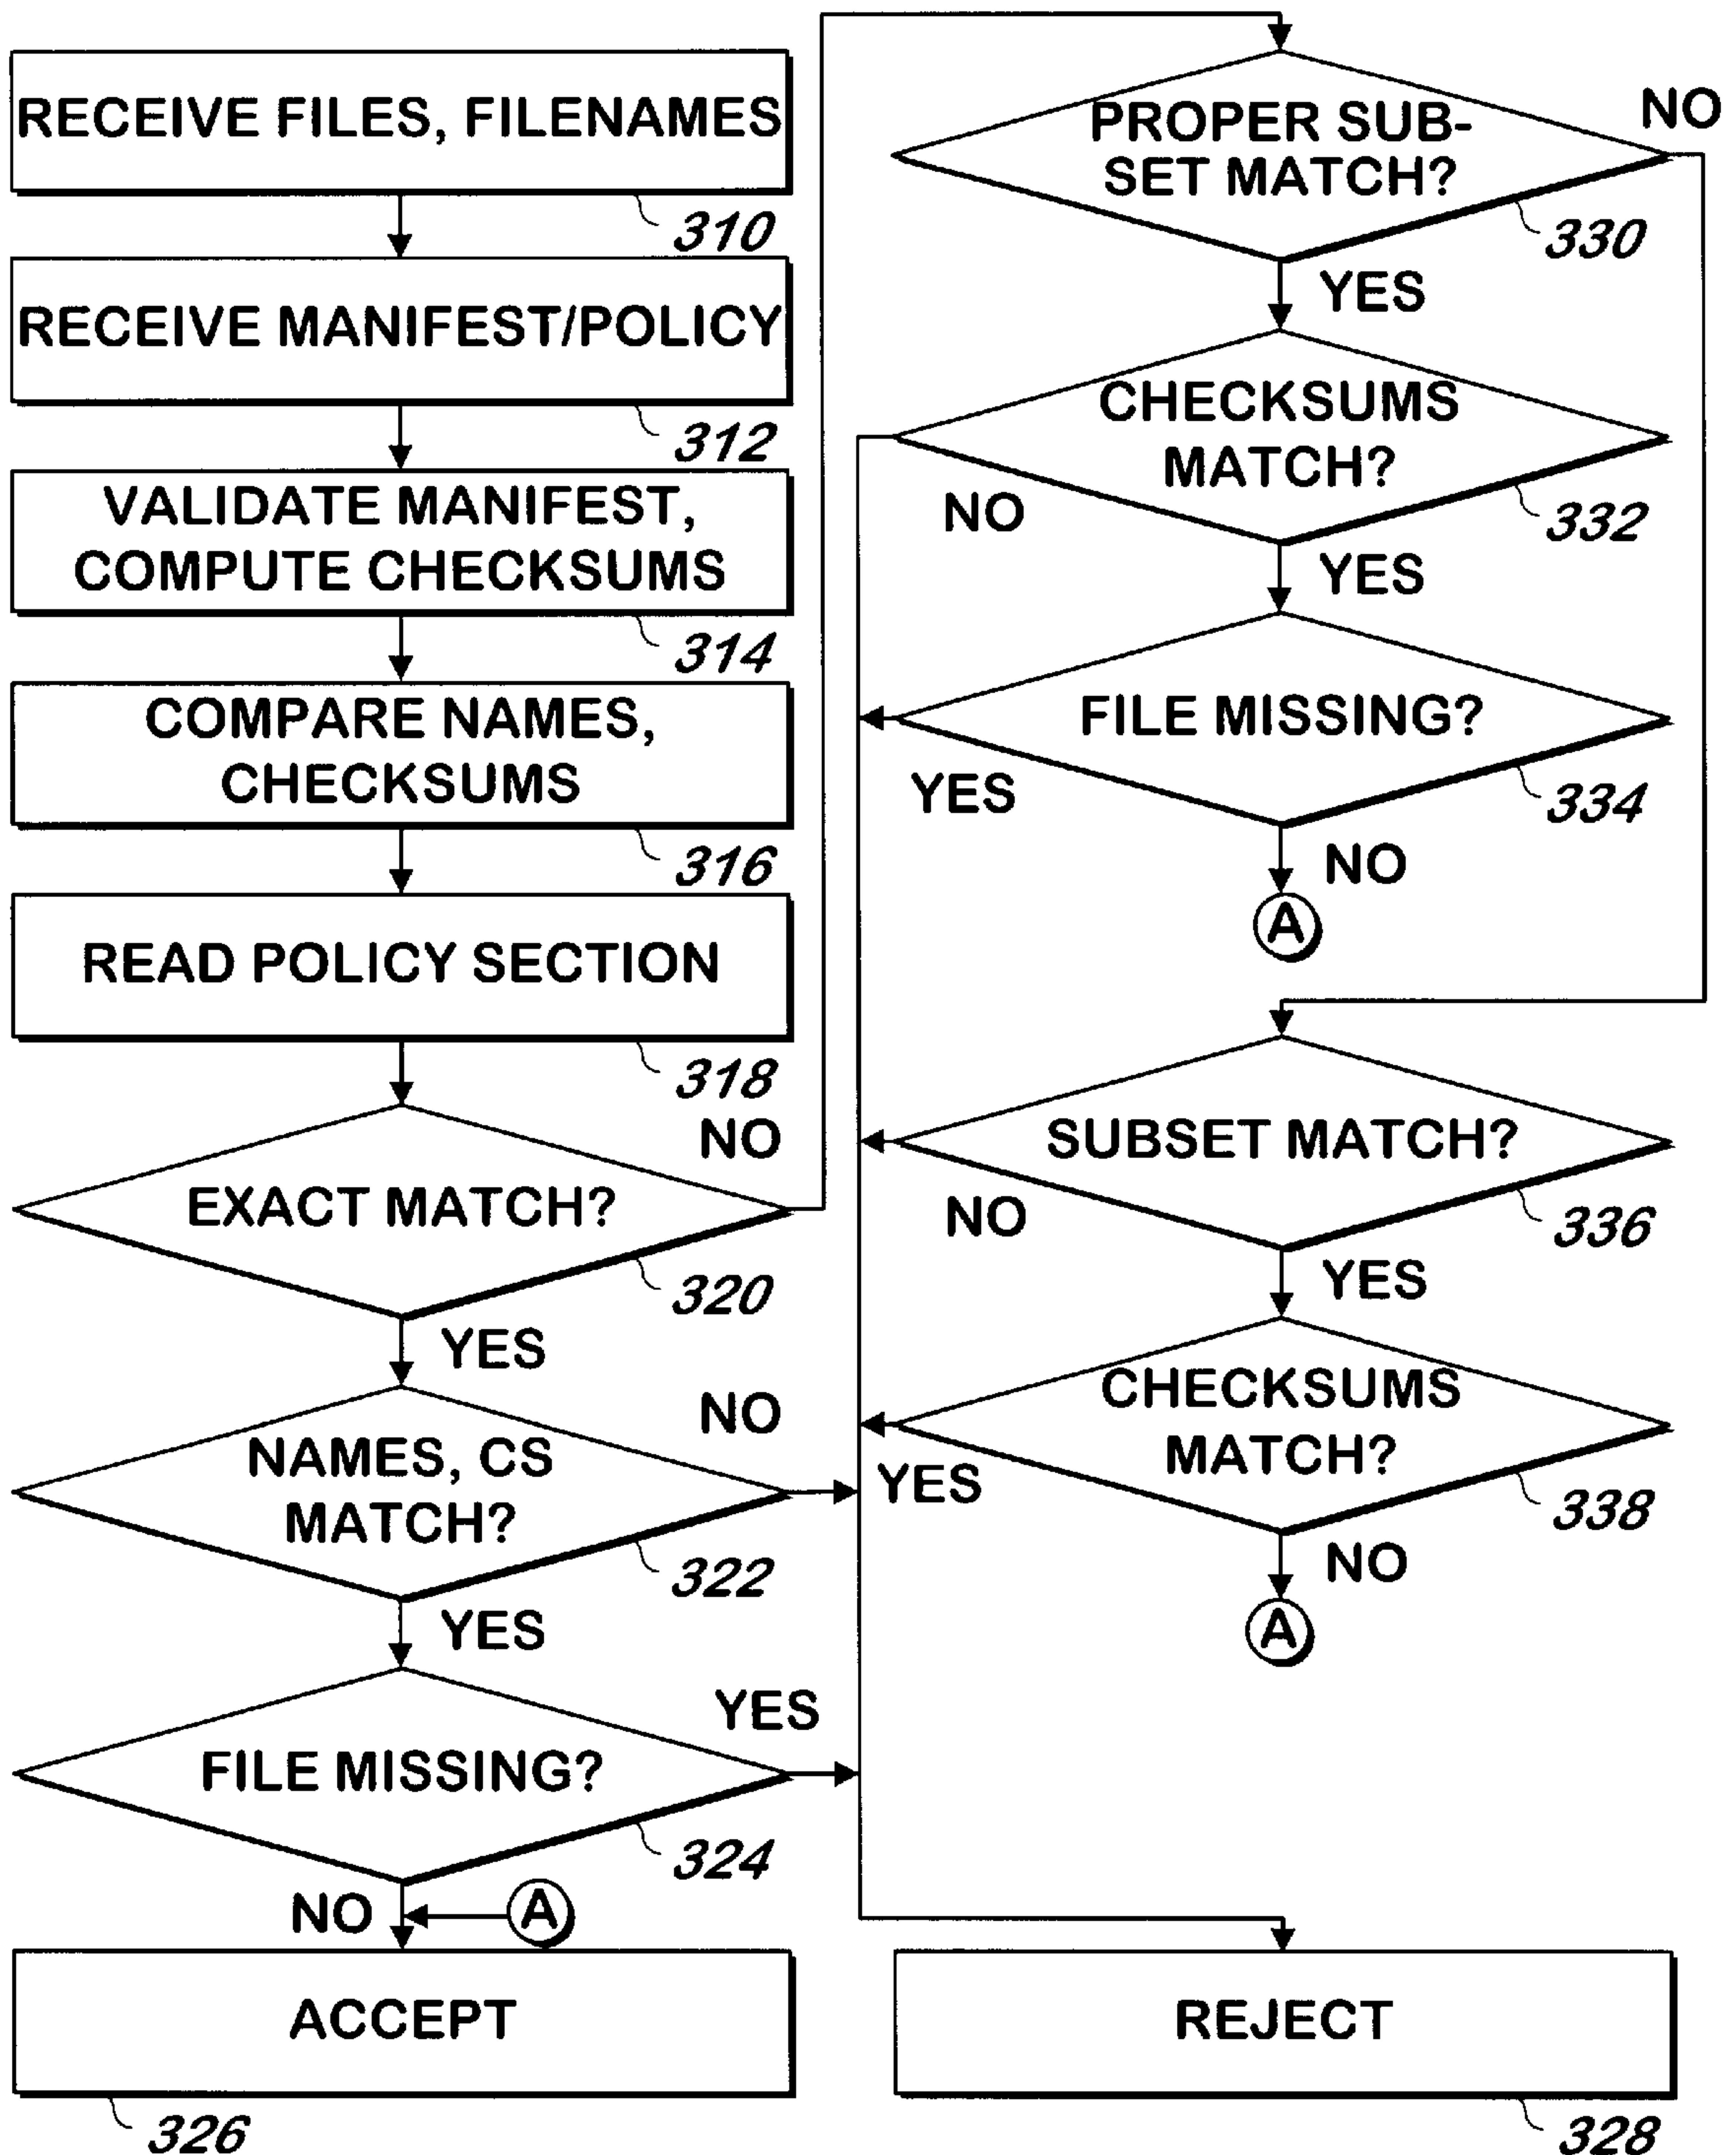 RECEIVE FILES, FILENAMES
310
RECEIVE MANIFEST/POLICY
312
VALIDATE MANIFEST,
COMPUTE CHECKSUMS
314
COMPARE NAMES,
CHECKSUMS
316
READ POLICY SECTION
318
NO
EXACT MATCH?
320
YES
NO
NAMES, CS
MATCH?
322
YES
YES
FILE MISSING?
324
NO
A
ACCEPT
326
PROPER SUB-
SET MATCH?
NO
330
YES
CHECKSUMS
MATCH?
NO
332
YES
FILE MISSING?
YES
334
NO
A
SUBSET MATCH?
NO
336
YES
CHECKSUMS
MATCH?
YES
338
NO
A
REJECT
328